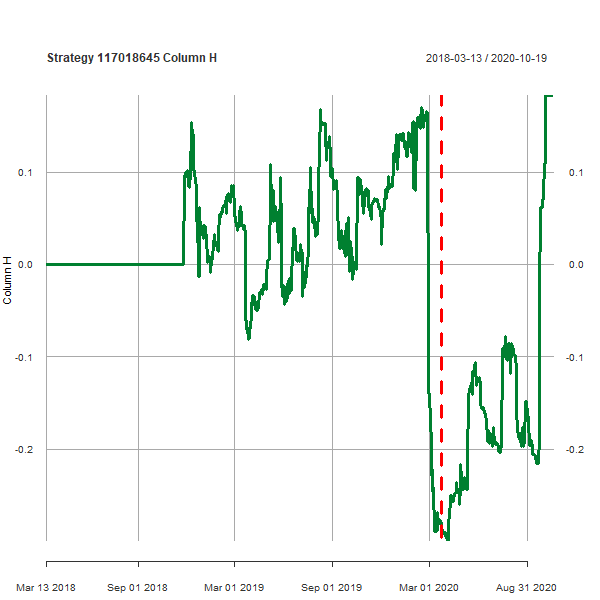 Strategy 117018645 Column H
2018-03-13 / 2020-10-19
0.1
0.1
0.0
0.0
-0.1
-0.1
-0.2
-0.2
Column H
Mar 13 2018
Sep 01 2018
Mar 01 2019
Sep 01 2019
Mar 01 2020
Aug 31 2020